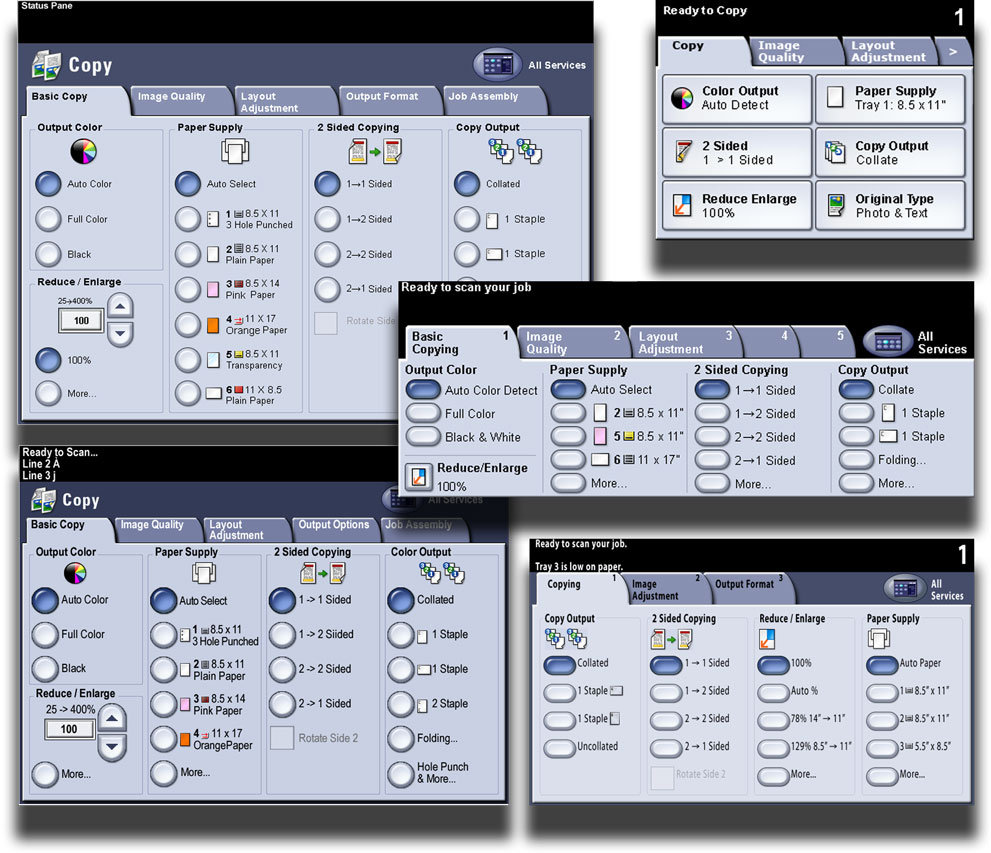 Status Pane
Copy
All Services
Basic Copy
Image Quality
Layout
Adjustment
Output Format
Job Assembly
Output Color
Auto Color
Full Color
Black
Reduce / Enlarge
25→400%
100
100%
More...
Paper Supply
Auto Select
1 8.5 X 11
3 Hole Punched
2 8.5 X 11
Plain Paper
3 8.5 X 14
Pink Paper
4 11 X 17
Orange Paper
5 8.5 X 11
Transparency
6 11 X 8.5
Plain Paper
2 Sided Copying
1→1 Sided
1→2 Sided
2→2 Sided
2→1 Sided
Rotate Side
Copy Output
Collated
1 Staple
1 Staple
Ready to Copy
1
Copy
Image
Quality
Layout
Adjustment
>
Color Output
Auto Detect
Paper Supply
Tray 1: 8.5 x 11"
2 Sided
1 > 1 Sided
Copy Output
Collate
Reduce Enlarge
100%
Original Type
Photo & Text
Ready to scan your job
Basic
Copying
1
Image
Quality
2
Layout
Adjustment
3
4
5
All
Services
Output Color
Auto Color Detect
Full Color
Black & White
Reduce/Enlarge
100%
Paper Supply
Auto Select
2 8.5 x 11"
5 8.5 x 11"
6 11 x 17"
More...
2 Sided Copying
1→1 Sided
1→2 Sided
2→2 Sided
2→1 Sided
More...
Copy Output
Collate
1 Staple
1 Staple
Folding...
More...
Ready to Scan...
Line 2 A
Line 3 j
Copy
All Services
Basic Copy
Image Quality
Layout
Adjustment
Output Options
Job Assembly
Output Color
Auto Color
Full Color
Black
Reduce / Enlarge
25 -> 400%
100
More...
Paper Supply
Auto Select
1 8.5 x 11
3 Hole Punched
2 8.5 x 11
Plain Paper
3 8.5 x 14
Pink Paper
4 11 x 17
OrangePaper
More...
2 Sided Copying
1 -> 1 Sided
1 -> 2 Siided
2 -> 2 Sided
2 -> 1 Sided
Rotate Side 2
Color Output
Collated
1 Staple
1 Staple
2 Staple
Folding...
Hole Punch
& More...
Ready to scan your job.
Tray 3 is low on paper.
1
Copying
1
Image
Adjustment
2
Output Format
3
All
Services
Copy Output
Collated
1 Staple
1 Staple
Uncollated
2 Sided Copying
1 → 1 Sided
1 → 2 Sided
2 → 2 Sided
2 → 1 Sided
Rotate Side 2
Reduce / Enlarge
100%
Auto %
78% 14" → 11"
129% 8.5" → 11"
More...
Paper Supply
Auto Paper
1 8.5" x 11"
2 8.5" x 11"
3 5.5" x 8.5"
More...